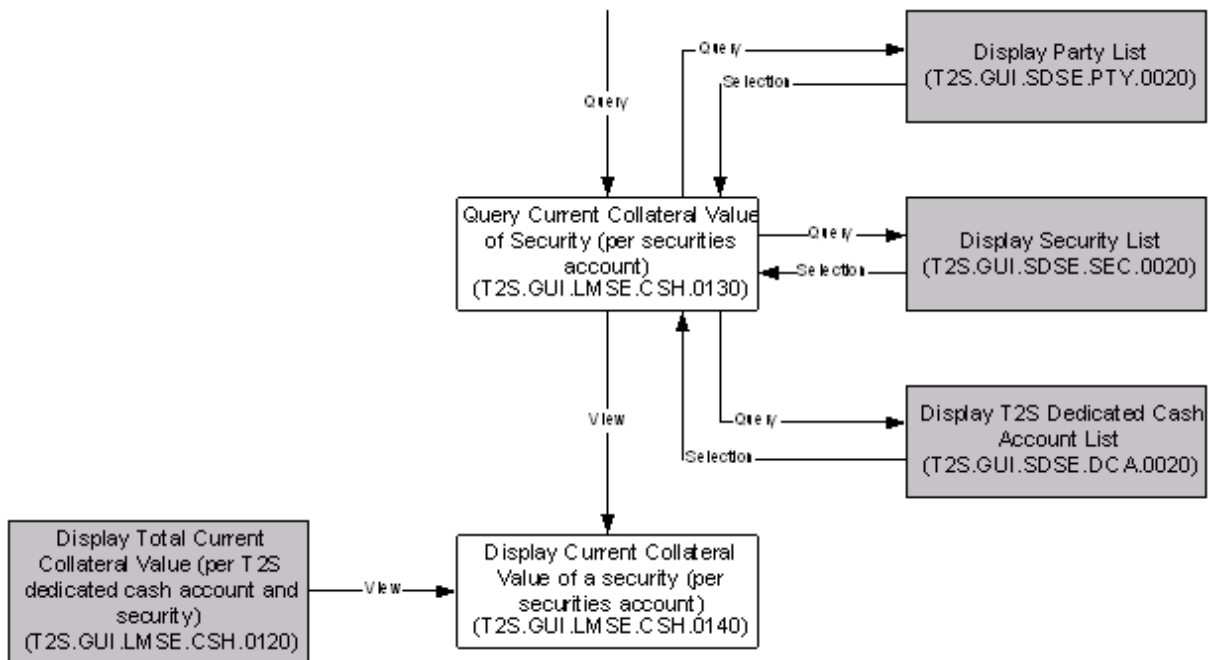 Query
Display Party List
(T2S.GUI.SDSE.PTY.0020)
Selection
Query
Query Current Collateral Value
of Security (per securities
account)
(T2S.GUI.LMSE.CSH.0130)
Query
Selection
Display Security List
(T2S.GUI.SDSE.SEC.0020)
View
Query
Selection
Display T2S Dedicated Cash
Account List
(T2S.GUI.SDSE.DCA.0020)
Display Total Current
Collateral Value (per T2S
dedicated cash account and
security)
(T2S.GUI.LMSE.CSH.0120)
View
Display Current Collateral
Value of a security (per
securities account)
(T2S.GUI.LMSE.CSH.0140)